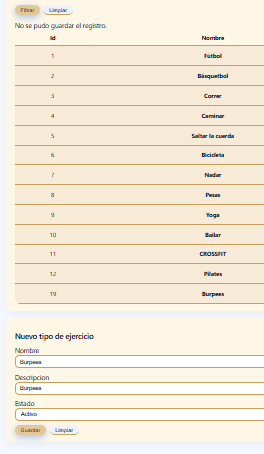 Filtrar Limpiar
No se pudo guardar el registro.
Id Nombre
1 Fútbol
2 Básquetbol
3 Correr
4 Caminar
5 Saltar la cuerda
6 Bicicleta
7 Nadar
8 Pesas
9 Yoga
10 Bailar
11 CROSSFIT
12 Pilates
19 Burpees
Nuevo tipo de ejercicio
Nombre
Burpees
Descripcion
Burpees
Estado
Activo
Guardar Limpiar